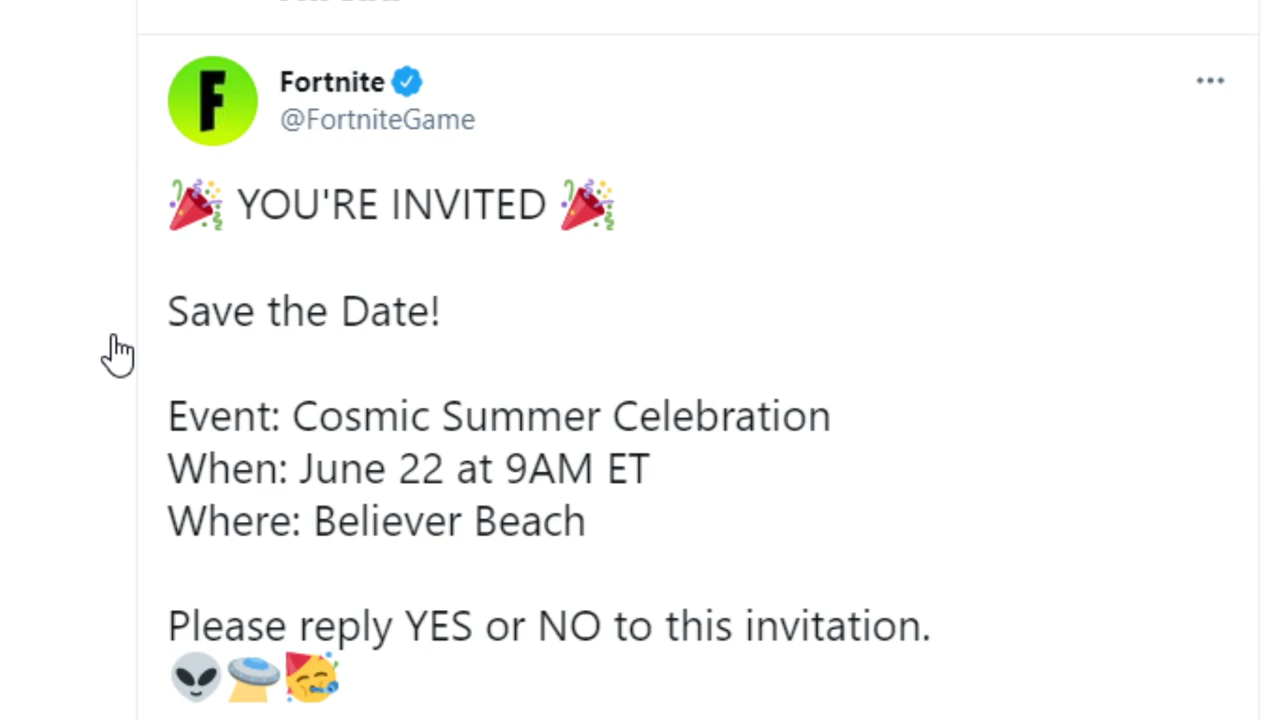 Fortnite
@FortniteGame
🎉 YOU'RE INVITED 🎉
Save the Date!
Event: Cosmic Summer Celebration
When: June 22 at 9AM ET
Where: Believer Beach
Please reply YES or NO to this invitation.
👽🛸🥳